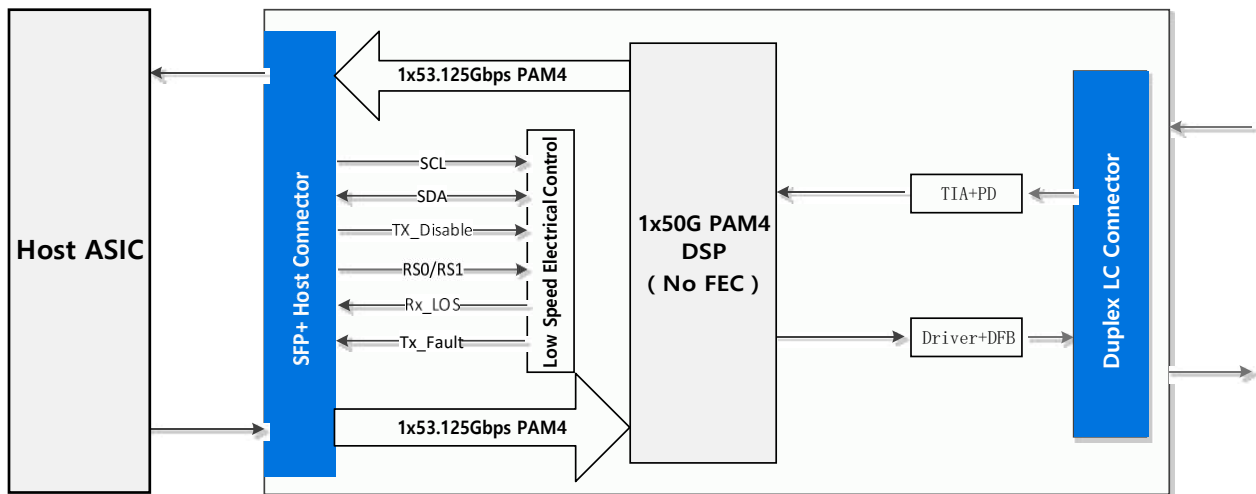 Host ASIC
SFP+ Host Connector
1x53.125Gbps PAM4
SCL
SDA
TX_Disable
RS0/RS1
Rx_LOS
Tx_Fault
Low Speed Electrical Control
1x53.125Gbps PAM4
1x50G PAM4
DSP
( No FEC )
TIA+PD
Driver+DFB
Duplex LC Connector